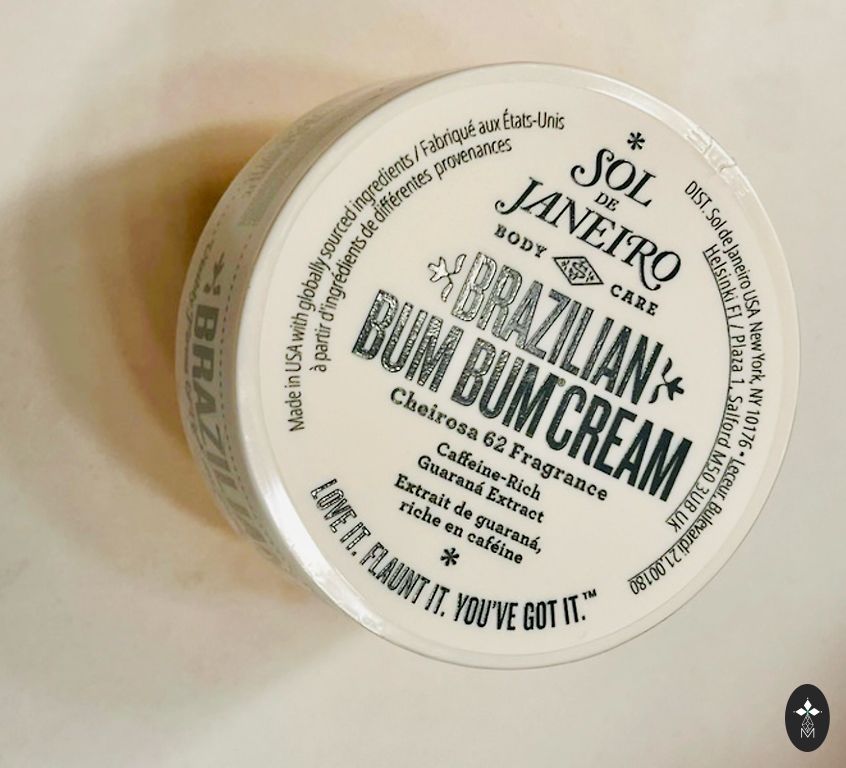 *
SOL
DE
JANEIRO
BODY CARE
BRAZILIAN
BUM BUM® CREAM
Cheirosa 62 Fragrance
Caffeine-Rich
Guaraná Extract
Extrait de guaraná,
riche en caféine
*
LOVE IT. FLAUNT IT. YOU'VE GOT IT.™
Made in USA with globally sourced ingredients / Fabriqué aux États-Unis
à partir d'ingrédients de différentes provenances
DIST. Sol de Janeiro USA New York, NY 10176 • Lereur, Bulevardi 21, 00180
Helsinki FI / Plaza 1, Salford M50 3UB UK
BRAZILIAN
M